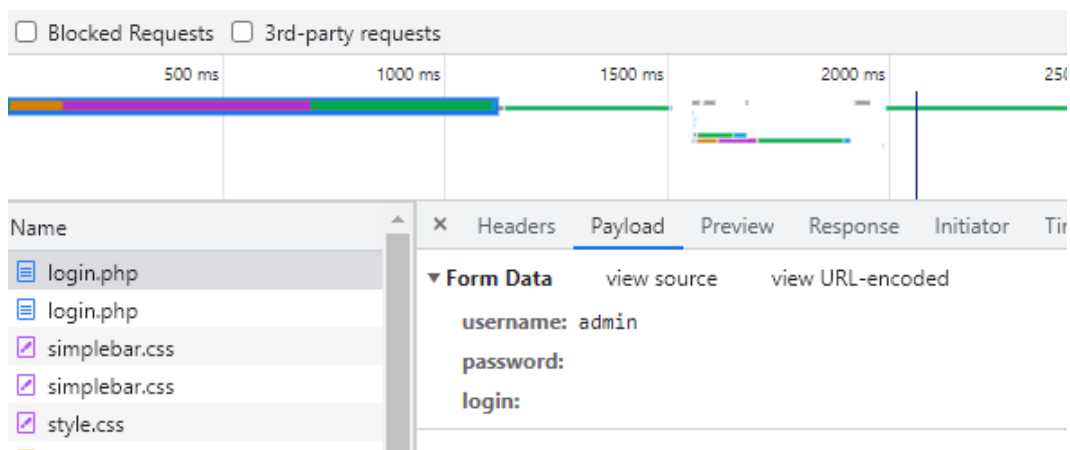 Blocked Requests 3rd-party requests
500 ms 1000 ms 1500 ms 2000 ms 250
Name
login.php
login.php
simplebar.css
simplebar.css
style.css
× Headers Payload Preview Response Initiator Tir
▼ Form Data view source view URL-encoded
username: admin
password:
login: